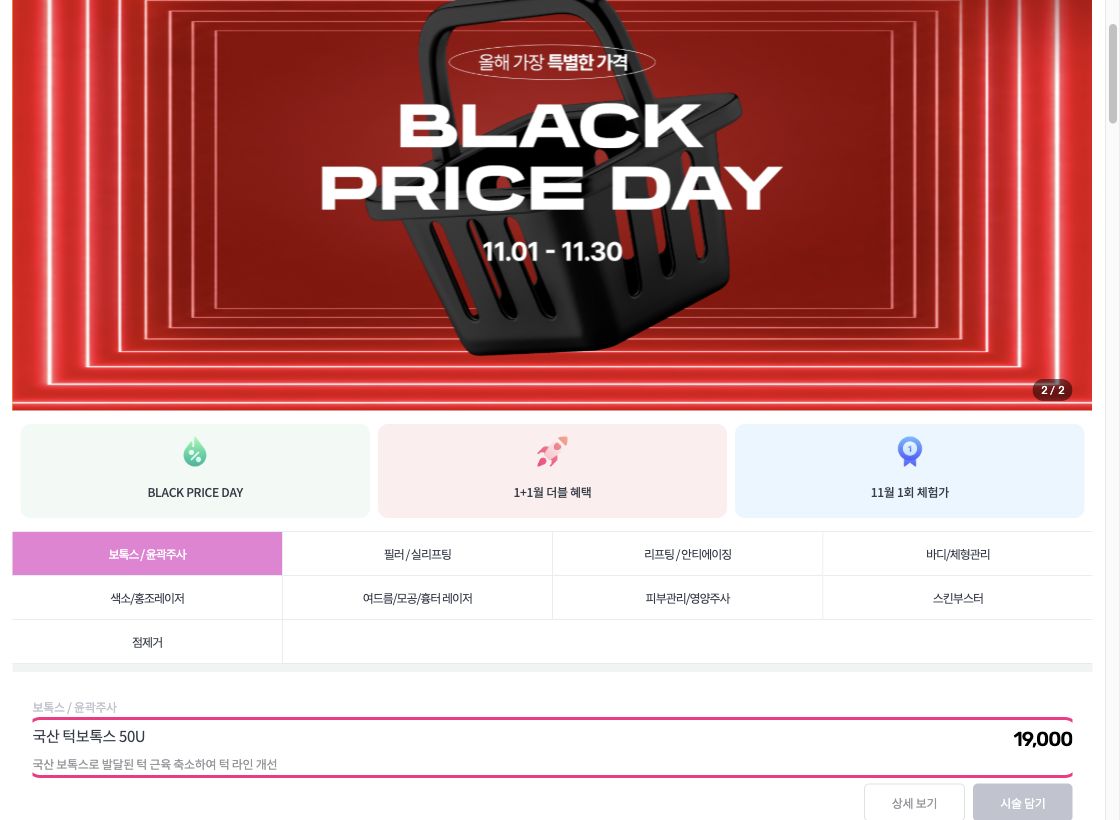 올해 가장 특별한 가격
BLACK
PRICE DAY
11.01 - 11.30
2 / 2
BLACK PRICE DAY
1+1월 더블 혜택
1
11월 1회 체험가
보톡스 / 윤곽주사
필러 / 실리프팅
리프팅 / 안티에이징
바디/체형관리
색소/홍조레이저
여드름/모공/흉터 레이저
피부관리/영양주사
스킨부스터
점제거
보톡스 / 윤곽주사
국산 턱보톡스 50U
19,000
국산 보톡스로 발달된 턱 근육 축소하여 턱 라인 개선
상세 보기
시술 담기